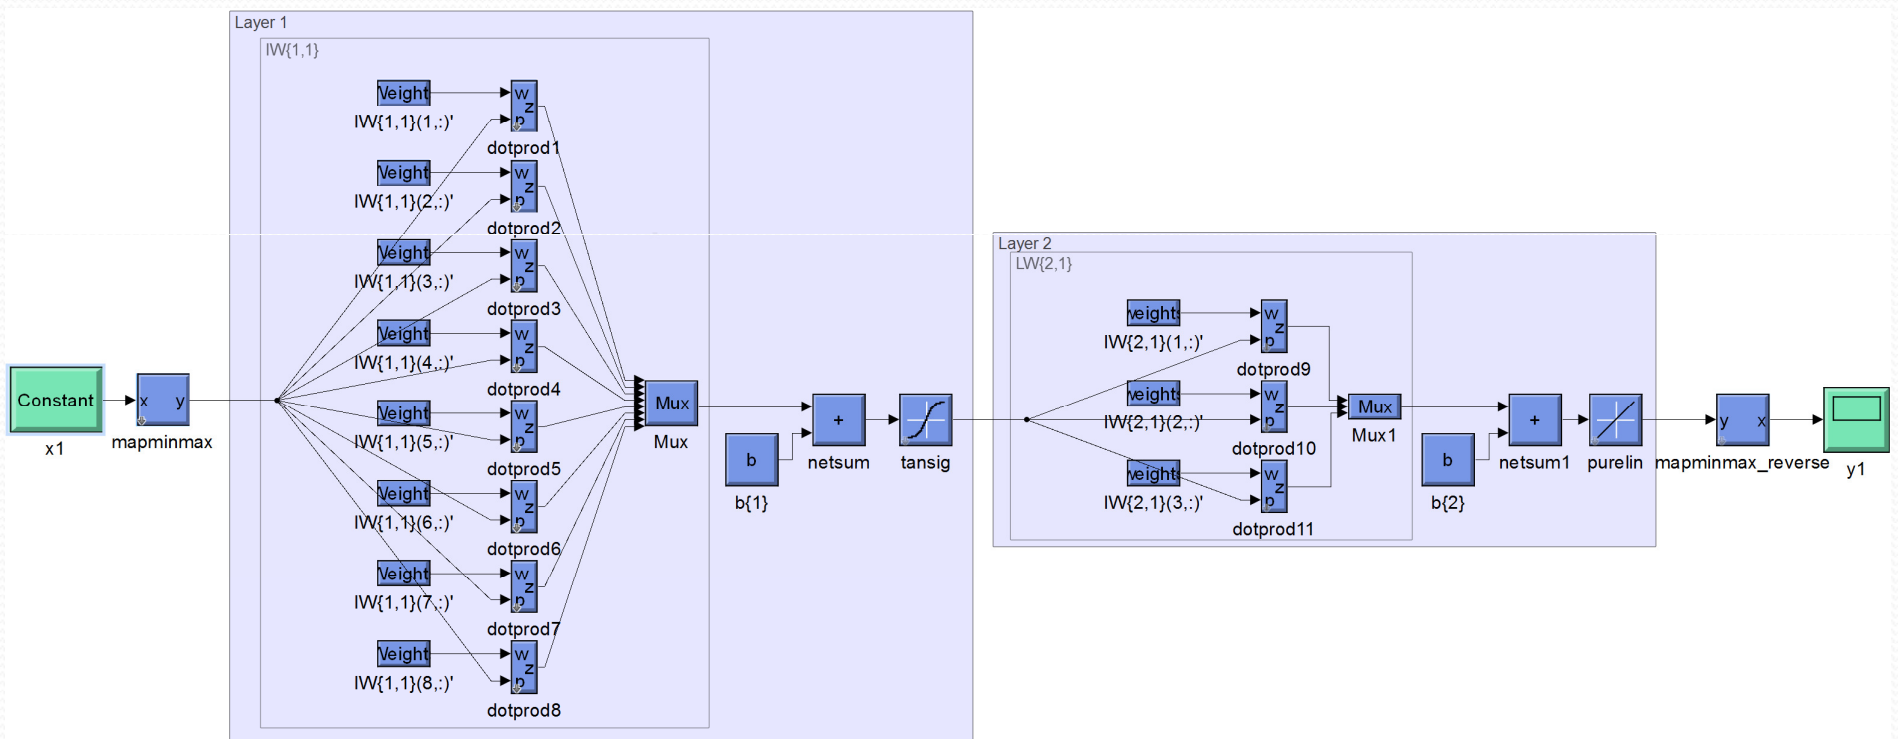 Layer 1
IW{1,1}
Weight
w
z
p
IW{1,1}(1,:)'
dotprod1
Weight
w
z
p
IW{1,1}(2,:)'
dotprod2
Weight
w
z
p
IW{1,1}(3,:)'
dotprod3
Weight
w
z
p
IW{1,1}(4,:)'
dotprod4
Weight
w
z
p
IW{1,1}(5,:)'
dotprod5
Weight
w
z
p
IW{1,1}(6,:)'
dotprod6
Weight
w
z
p
IW{1,1}(7,:)'
dotprod7
Weight
w
z
p
IW{1,1}(8,:)'
dotprod8
Constant
x1
x y
mapminmax
Mux
Mux
b
b{1}
+
netsum
tansig
Layer 2
LW{2,1}
weights
w
z
p
IW{2,1}(1,:)'
dotprod9
weights
w
z
p
IW{2,1}(2,:)'
dotprod10
weights
w
z
p
IW{2,1}(3,:)'
dotprod11
Mux
Mux1
b
b{2}
+
netsum1
purelin
y x
mapminmax_reverse
y1